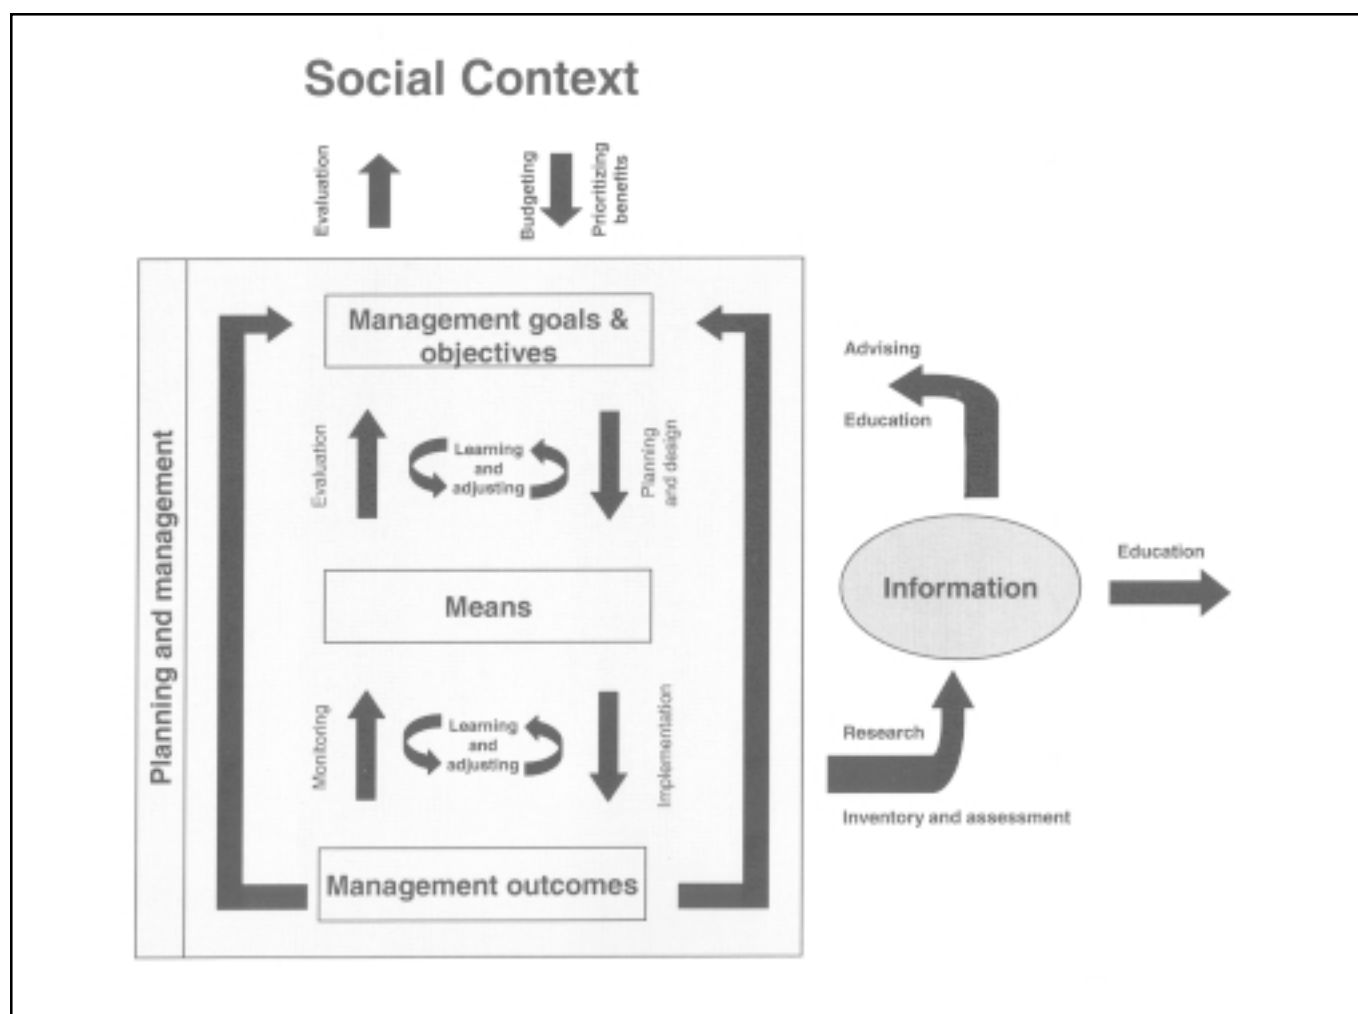 Social Context
Evaluation
Budgeting
Prioritizing
benefits
Planning and management
Management goals &
objectives
Evaluation
Learning
and
adjusting
Planning
and design
Means
Monitoring
Learning
and
adjusting
Implementation
Management outcomes
Advising
Education
Information
Education
Research
Inventory and assessment